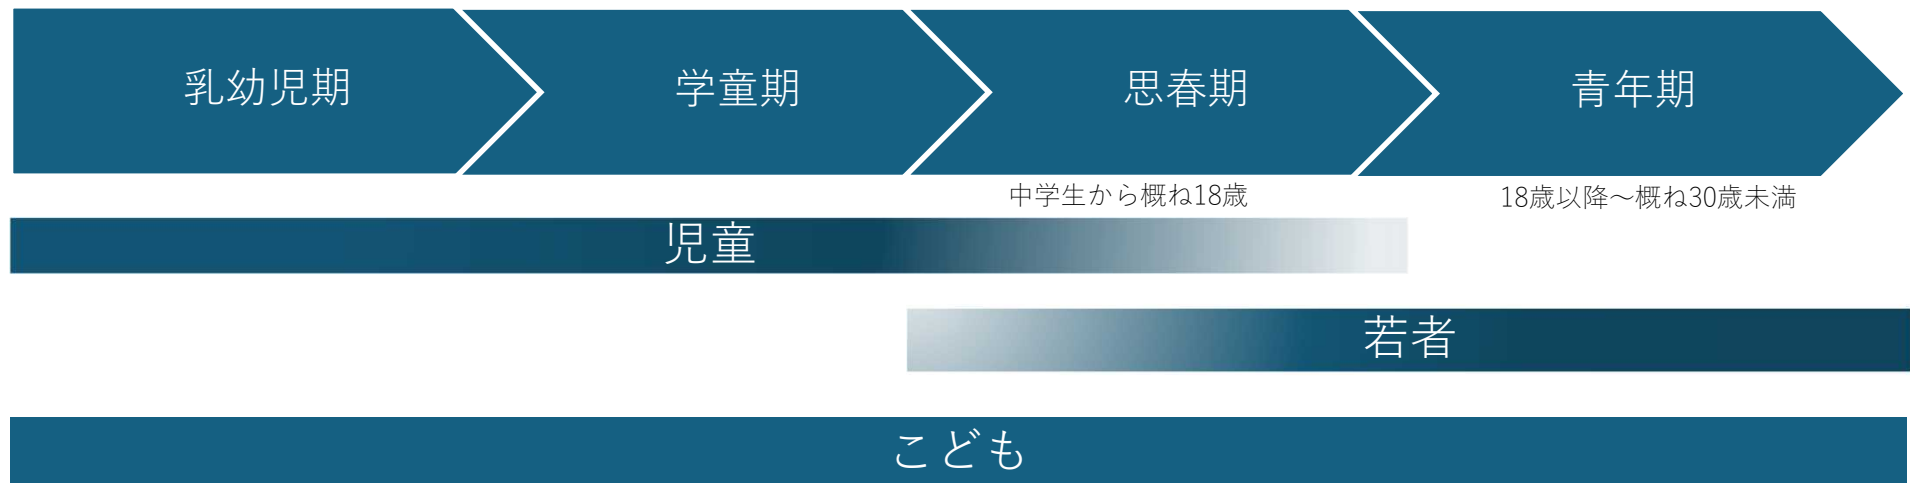 乳幼児期
学童期
思春期
青年期
中学生から概ね18歳
18歳以降～概ね30歳未満
児童
若者
こども